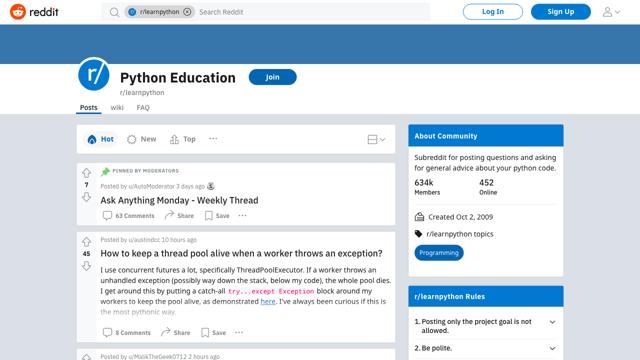 reddit
r/learnpython
Search Reddit
Log In
Sign Up
r/
Python Education
Join
r/learnpython
Posts
wiki
FAQ
Hot
New
Top
PINNED BY MODERATORS
7
Posted by u/AutoModerator 3 days ago
Ask Anything Monday - Weekly Thread
63 Comments
Share
Save
Posted by u/austindcc 10 hours ago
45
How to keep a thread pool alive when a worker throws an exception?
I use concurrent futures a lot, specifically ThreadPoolExecutor. If a worker throws an
unhandled exception (possibly way down the stack, below my code), the whole pool dies.
I get around this by putting a catch-all try...except Exception block around my
workers to keep the pool alive, as demonstrated here. I've always been curious if this is
the most pythonic way.
8 Comments
Share
Save
Posted by u/MalikTheGeek0712 2 hours ago
About Community
Subreddit for posting questions and asking
for general advice about your python code.
634k
Members
452
Online
Created Oct 2, 2009
r/learnpython topics
Programming
r/learnpython Rules
1. Posting only the project goal is not
allowed.
2. Be polite.